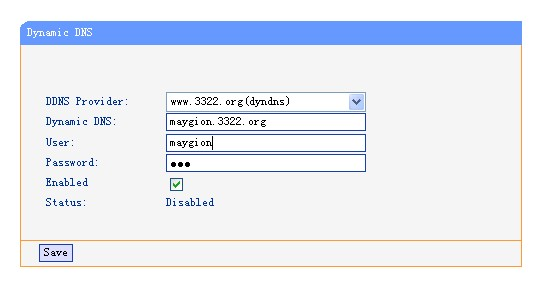 Dynamic DNS
DDNS Provider: www.3322.org(dyndns)
Dynamic DNS: maygion.3322.org
User: maygion
Password: ●●●
Enabled
Status: Disabled
Save